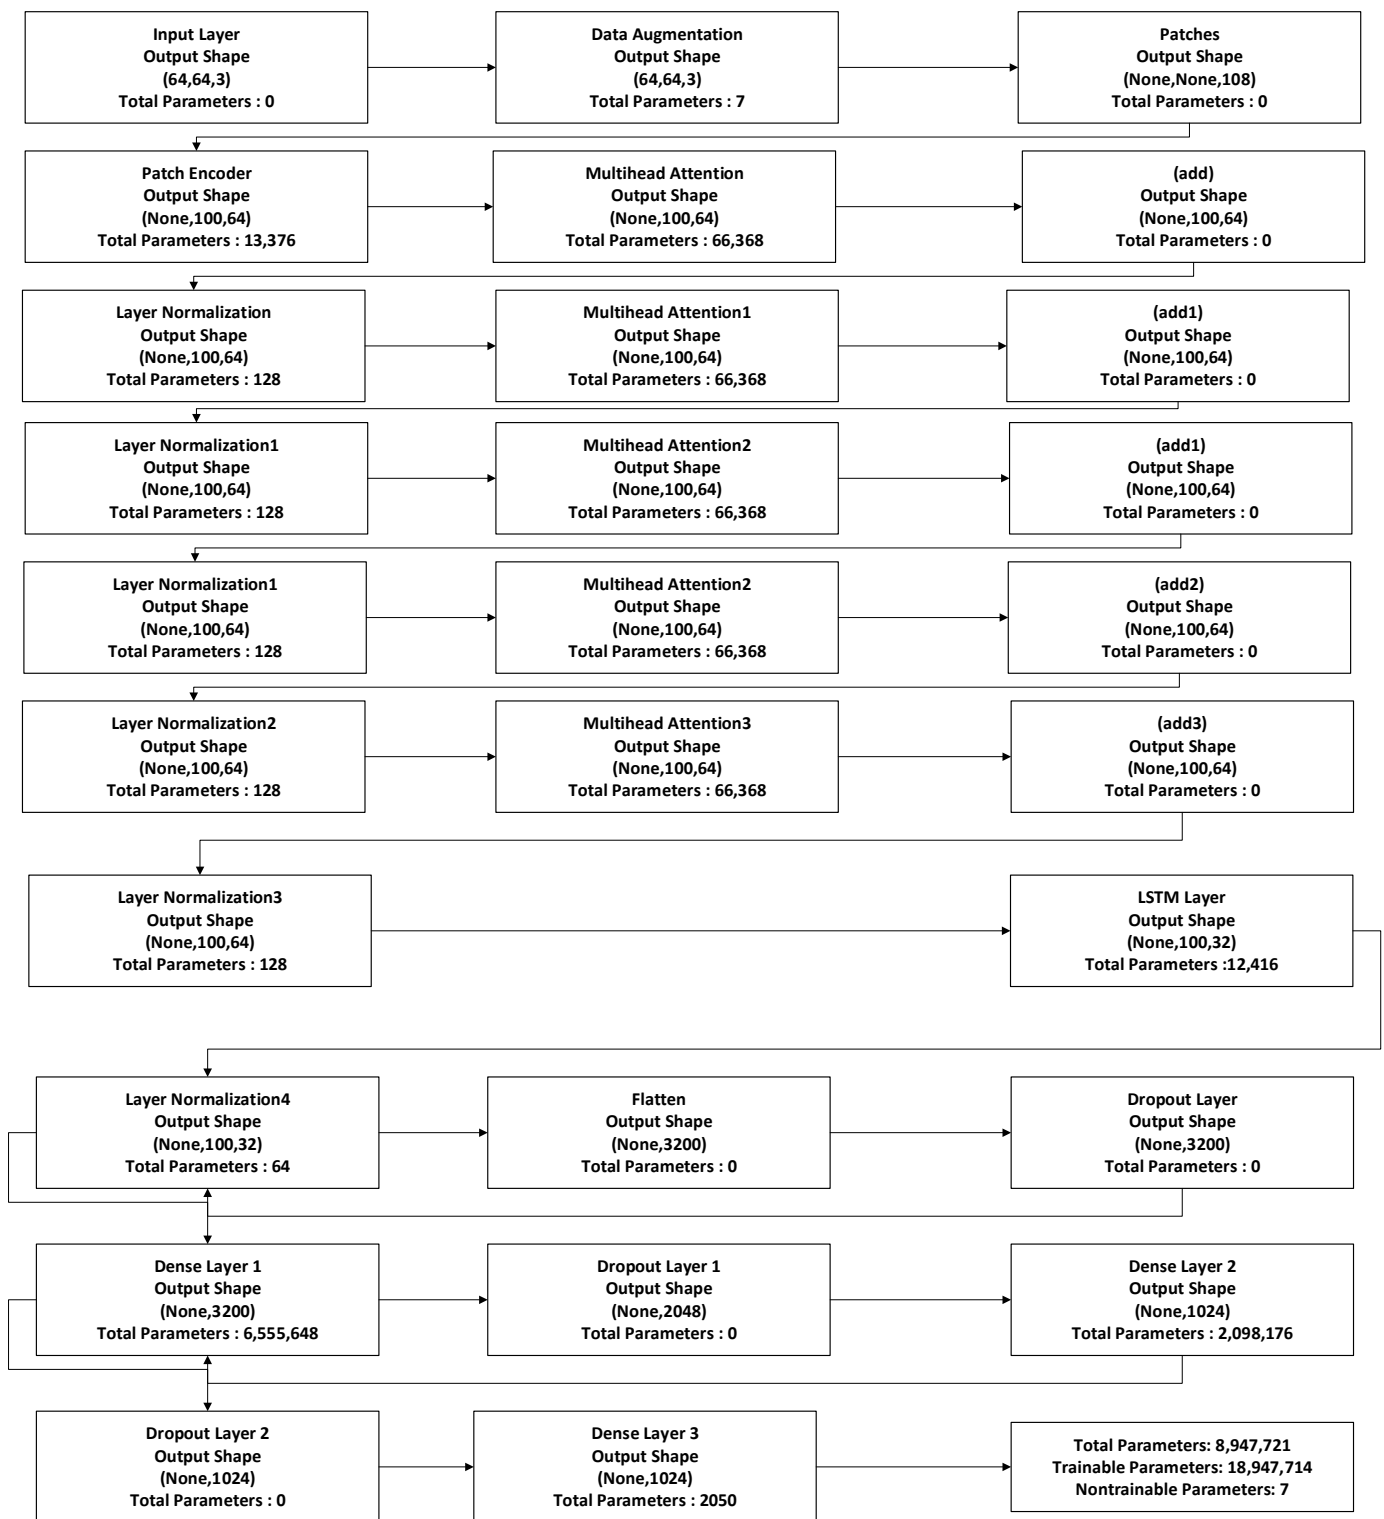 Input Layer
Output Shape
(64,64,3)
Total Parameters : 0
Data Augmentation
Output Shape
(64,64,3)
Total Parameters : 7
Patches
Output Shape
(None,None,108)
Total Parameters : 0
Patch Encoder
Output Shape
(None,100,64)
Total Parameters : 13,376
Multihead Attention
Output Shape
(None,100,64)
Total Parameters : 66,368
(add)
Output Shape
(None,100,64)
Total Parameters : 0
Layer Normalization
Output Shape
(None,100,64)
Total Parameters : 128
Multihead Attention1
Output Shape
(None,100,64)
Total Parameters : 66,368
(add1)
Output Shape
(None,100,64)
Total Parameters : 0
Layer Normalization1
Output Shape
(None,100,64)
Total Parameters : 128
Multihead Attention2
Output Shape
(None,100,64)
Total Parameters : 66,368
(add1)
Output Shape
(None,100,64)
Total Parameters : 0
Layer Normalization1
Output Shape
(None,100,64)
Total Parameters : 128
Multihead Attention2
Output Shape
(None,100,64)
Total Parameters : 66,368
(add2)
Output Shape
(None,100,64)
Total Parameters : 0
Layer Normalization2
Output Shape
(None,100,64)
Total Parameters : 128
Multihead Attention3
Output Shape
(None,100,64)
Total Parameters : 66,368
(add3)
Output Shape
(None,100,64)
Total Parameters : 0
Layer Normalization3
Output Shape
(None,100,64)
Total Parameters : 128
LSTM Layer
Output Shape
(None,100,32)
Total Parameters :12,416
Layer Normalization4
Output Shape
(None,100,32)
Total Parameters : 64
Flatten
Output Shape
(None,3200)
Total Parameters : 0
Dropout Layer
Output Shape
(None,3200)
Total Parameters : 0
Dense Layer 1
Output Shape
(None,3200)
Total Parameters : 6,555,648
Dropout Layer 1
Output Shape
(None,2048)
Total Parameters : 0
Dense Layer 2
Output Shape
(None,1024)
Total Parameters : 2,098,176
Dropout Layer 2
Output Shape
(None,1024)
Total Parameters : 0
Dense Layer 3
Output Shape
(None,1024)
Total Parameters : 2050
Total Parameters: 8,947,721
Trainable Parameters: 18,947,714
Nontrainable Parameters: 7